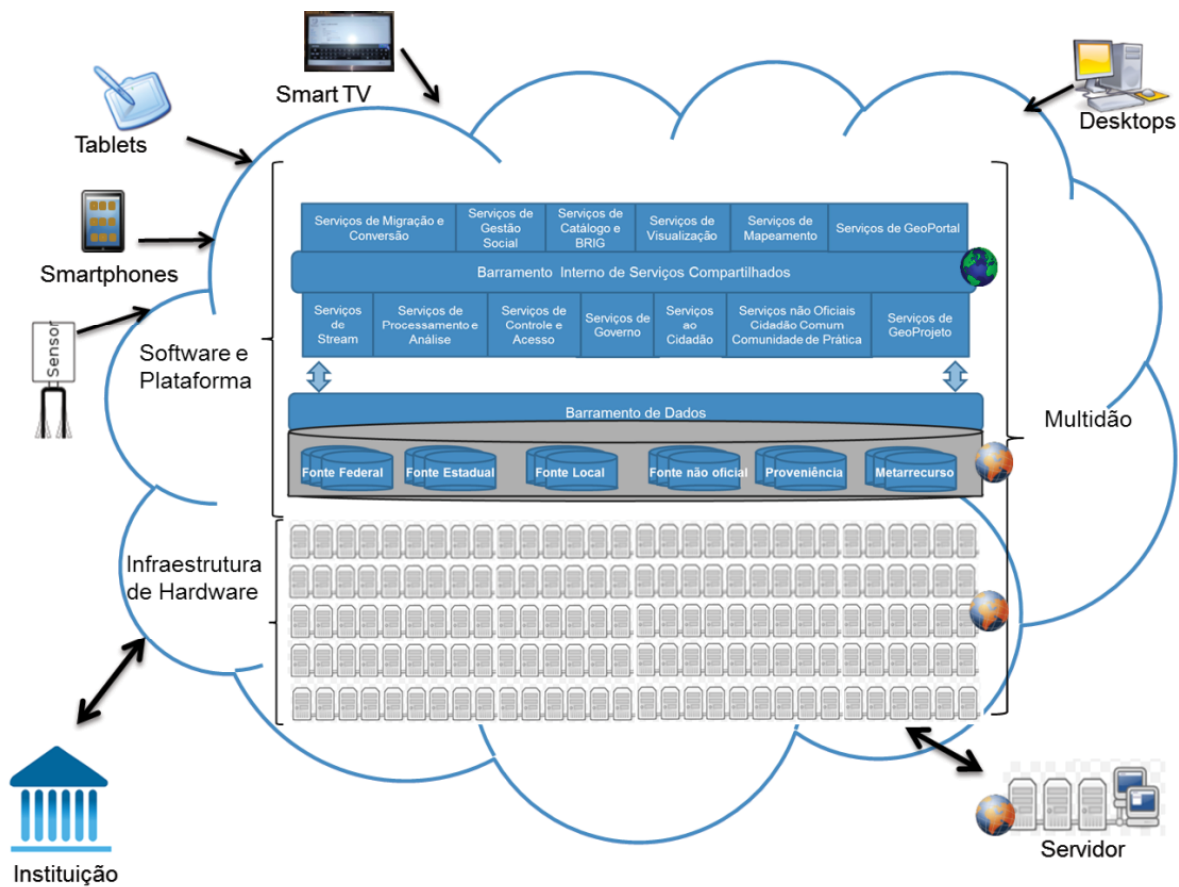 Smart TV
Tablets
Desktops
Smartphones
Sensor
Software e
Plataforma
Serviços de Migração e
Conversão
Serviços de
Gestão
Social
Serviços de
Catálogo e
BRIG
Serviços de
Visualização
Serviços de
Mapeamento
Serviços de GeoPortal
Barramento Interno de Serviços Compartilhados
Serviços
de
Stream
Serviços de
Processamento e
Análise
Serviços de
Controle e
Acesso
Serviços de
Governo
Serviços
ao
Cidadão
Serviços não Oficiais
Cidadão Comum
Comunidade de Prática
Serviços de
GeoProjeto
Barramento de Dados
Fonte Federal
Fonte Estadual
Fonte Local
Fonte não oficial
Proveniência
Metarrecurso
Multidão
Infraestrutura
de Hardware
Instituição
Servidor